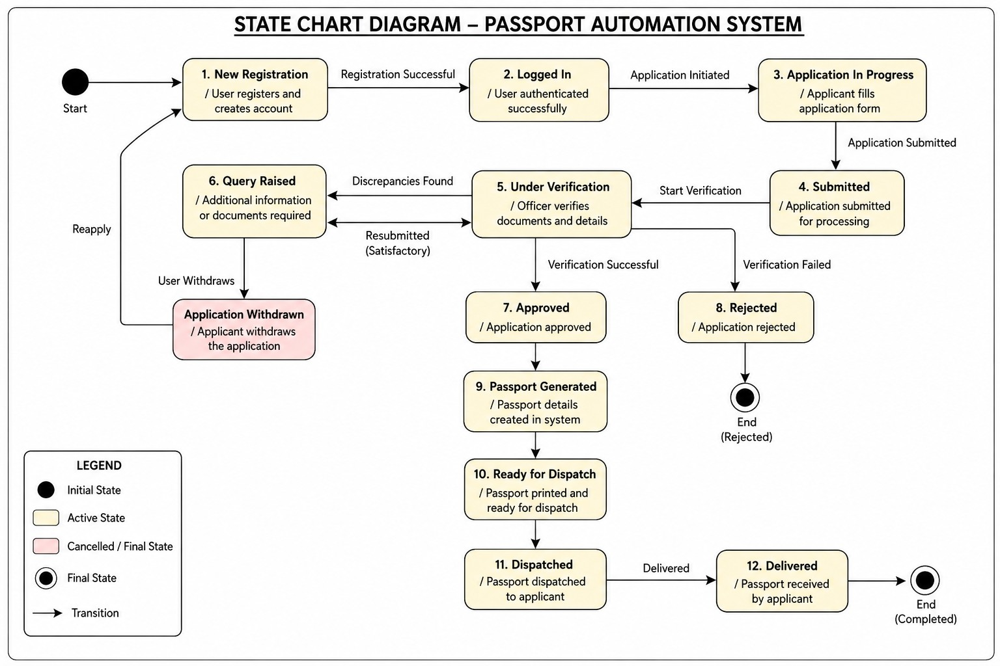 STATE CHART DIAGRAM – PASSPORT AUTOMATION SYSTEM
Start
1. New Registration
/ User registers and
creates account
Registration Successful
2. Logged In
/ User authenticated
successfully
Application Initiated
3. Application In Progress
/ Applicant fills
application form
Application Submitted
6. Query Raised
/ Additional information
or documents required
Discrepancies Found
Resubmitted
(Satisfactory)
5. Under Verification
/ Officer verifies
documents and details
Start Verification
4. Submitted
/ Application submitted
for processing
Reapply
User Withdraws
Verification Successful
Verification Failed
Application Withdrawn
/ Applicant withdraws
the application
7. Approved
/ Application approved
8. Rejected
/ Application rejected
9. Passport Generated
/ Passport details
created in system
End
(Rejected)
10. Ready for Dispatch
/ Passport printed and
ready for dispatch
11. Dispatched
/ Passport dispatched
to applicant
Delivered
12. Delivered
/ Passport received
by applicant
End
(Completed)
LEGEND
Initial State
Active State
Cancelled / Final State
Final State
Transition